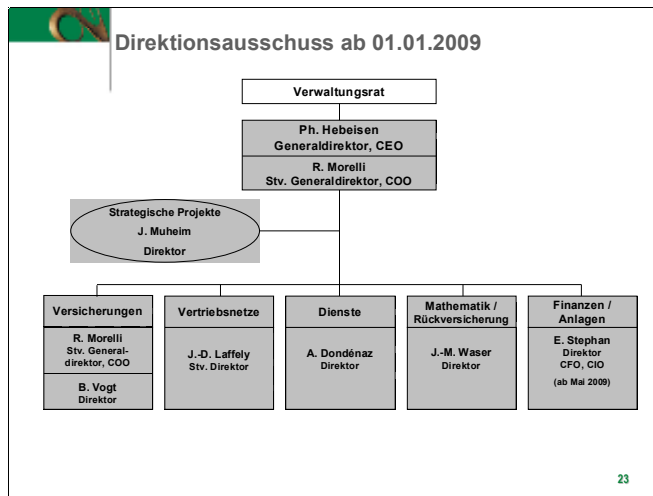 Direktionsausschuss ab 01.01.2009
Verwaltungsrat
Ph. Hebeisen
Generaldirektor, CEO
R. Morelli
Stv. Generaldirektor, COO
Strategische Projekte
J. Muheim
Direktor
Versicherungen
R. Morelli
Stv. General-
direktor, COO
B. Vogt
Direktor
Vertriebsnetze
J.-D. Laffely
Stv. Direktor
Dienste
A. Dondénaz
Direktor
Mathematik /
Rückversicherung
J.-M. Waser
Direktor
Finanzen /
Anlagen
E. Stephan
Direktor
CFO, CIO
(ab Mai 2009)
23